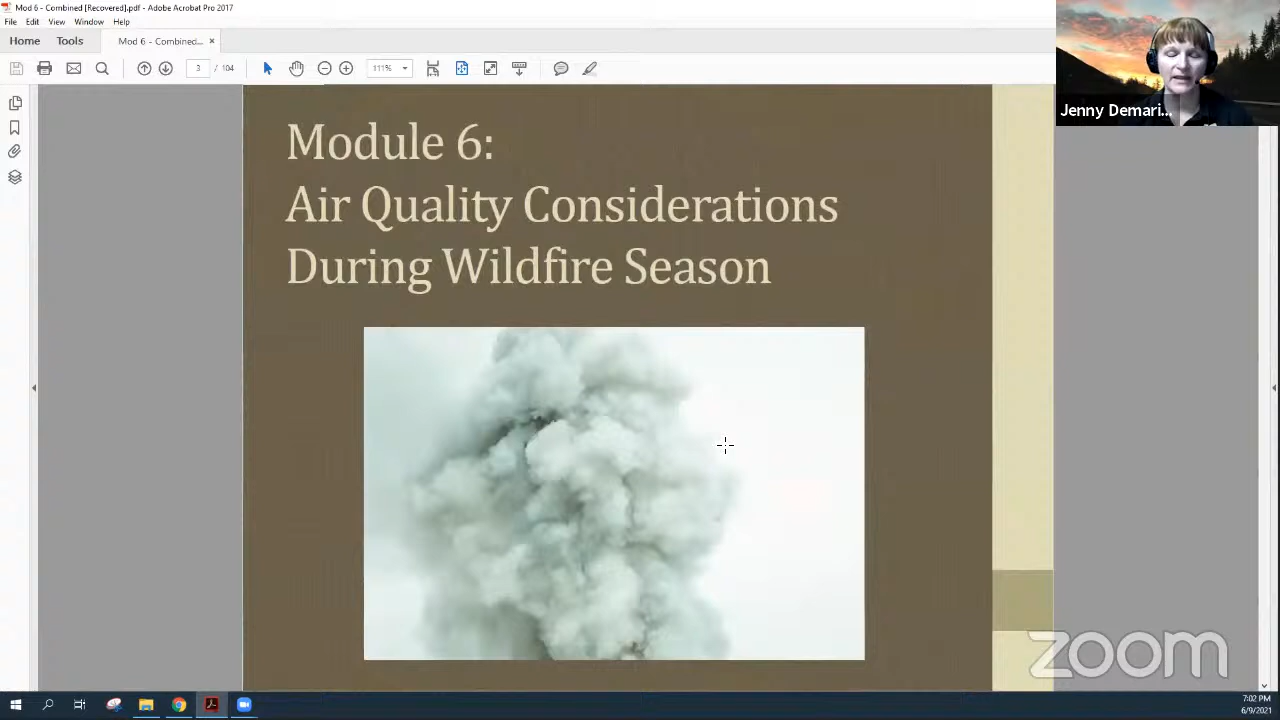 Mod 6 - Combined [Recovered].pdf - Adobe Acrobat Pro 2017
File Edit View Window Help
Home Tools Mod 6 - Combined... ×
3 / 104 111%
Jenny Demari...
Module 6:
Air Quality Considerations
During Wildfire Season
zoom
7:02 PM
6/9/2021